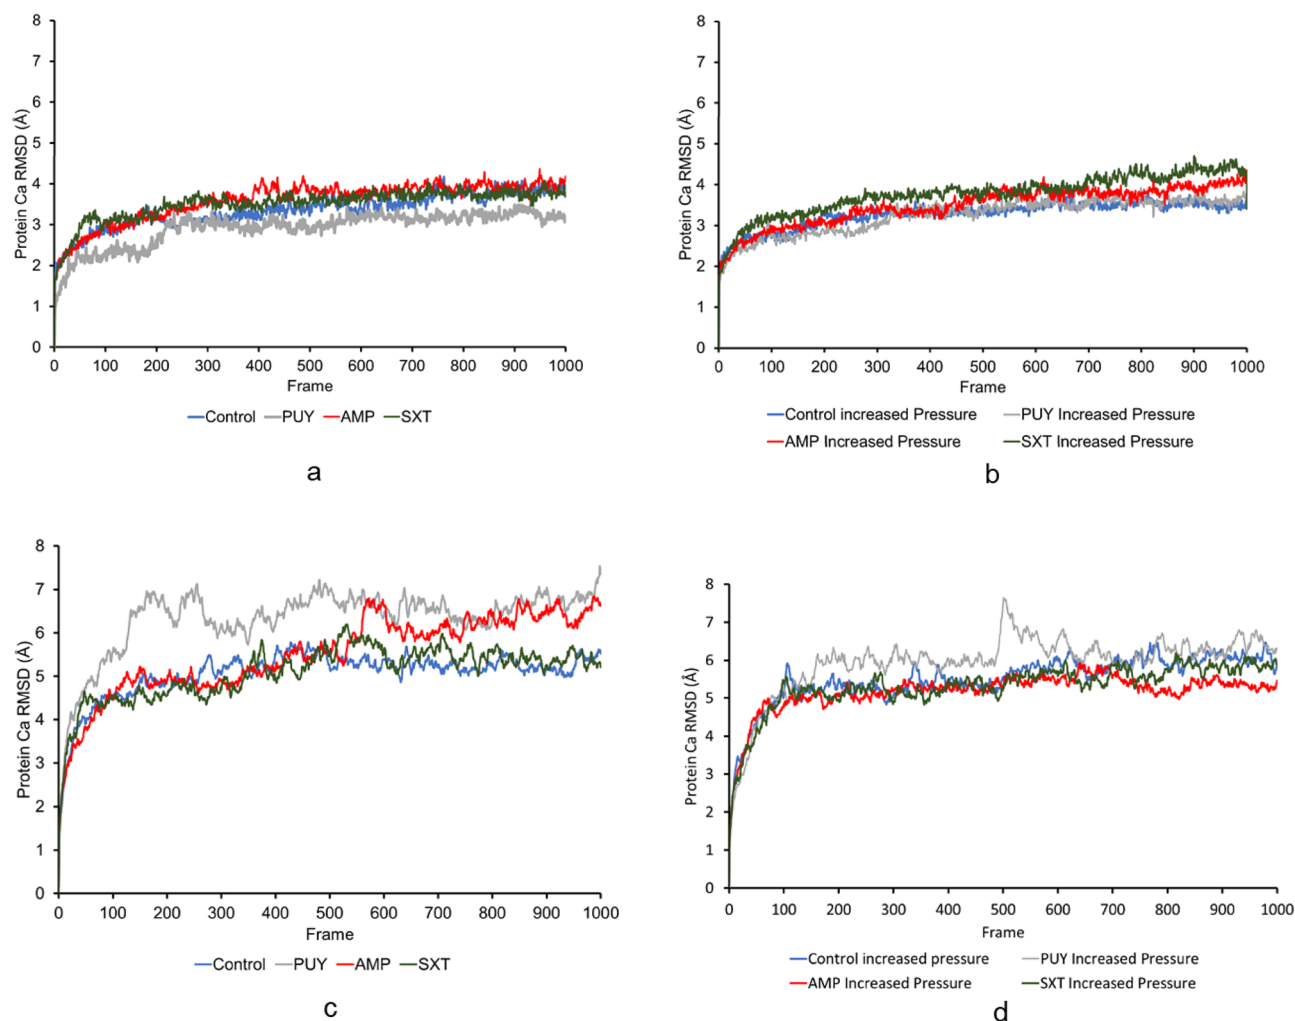 8
7
6
5
4
3
2
1
0
Protein Ca RMSD (Å)
0 100 200 300 400 500 600 700 800 900 1000
Frame
Control PUY AMP SXT
a
8
7
6
5
4
3
2
1
0
Protein Ca RMSD (Å)
0 100 200 300 400 500 600 700 800 900 1000
Frame
Control increased Pressure PUY Increased Pressure
AMP Increased Pressure SXT Increased Pressure
b
8
7
6
5
4
3
2
1
0
Protein Ca RMSD (Å)
0 100 200 300 400 500 600 700 800 900 1000
Frame
Control PUY AMP SXT
c
8
7
6
5
4
3
2
1
0
Protein Ca RMSD (Å)
0 100 200 300 400 500 600 700 800 900 1000
Frame
Control increased pressure PUY Increased Pressure
AMP Increased Pressure SXT Increased Pressure
d